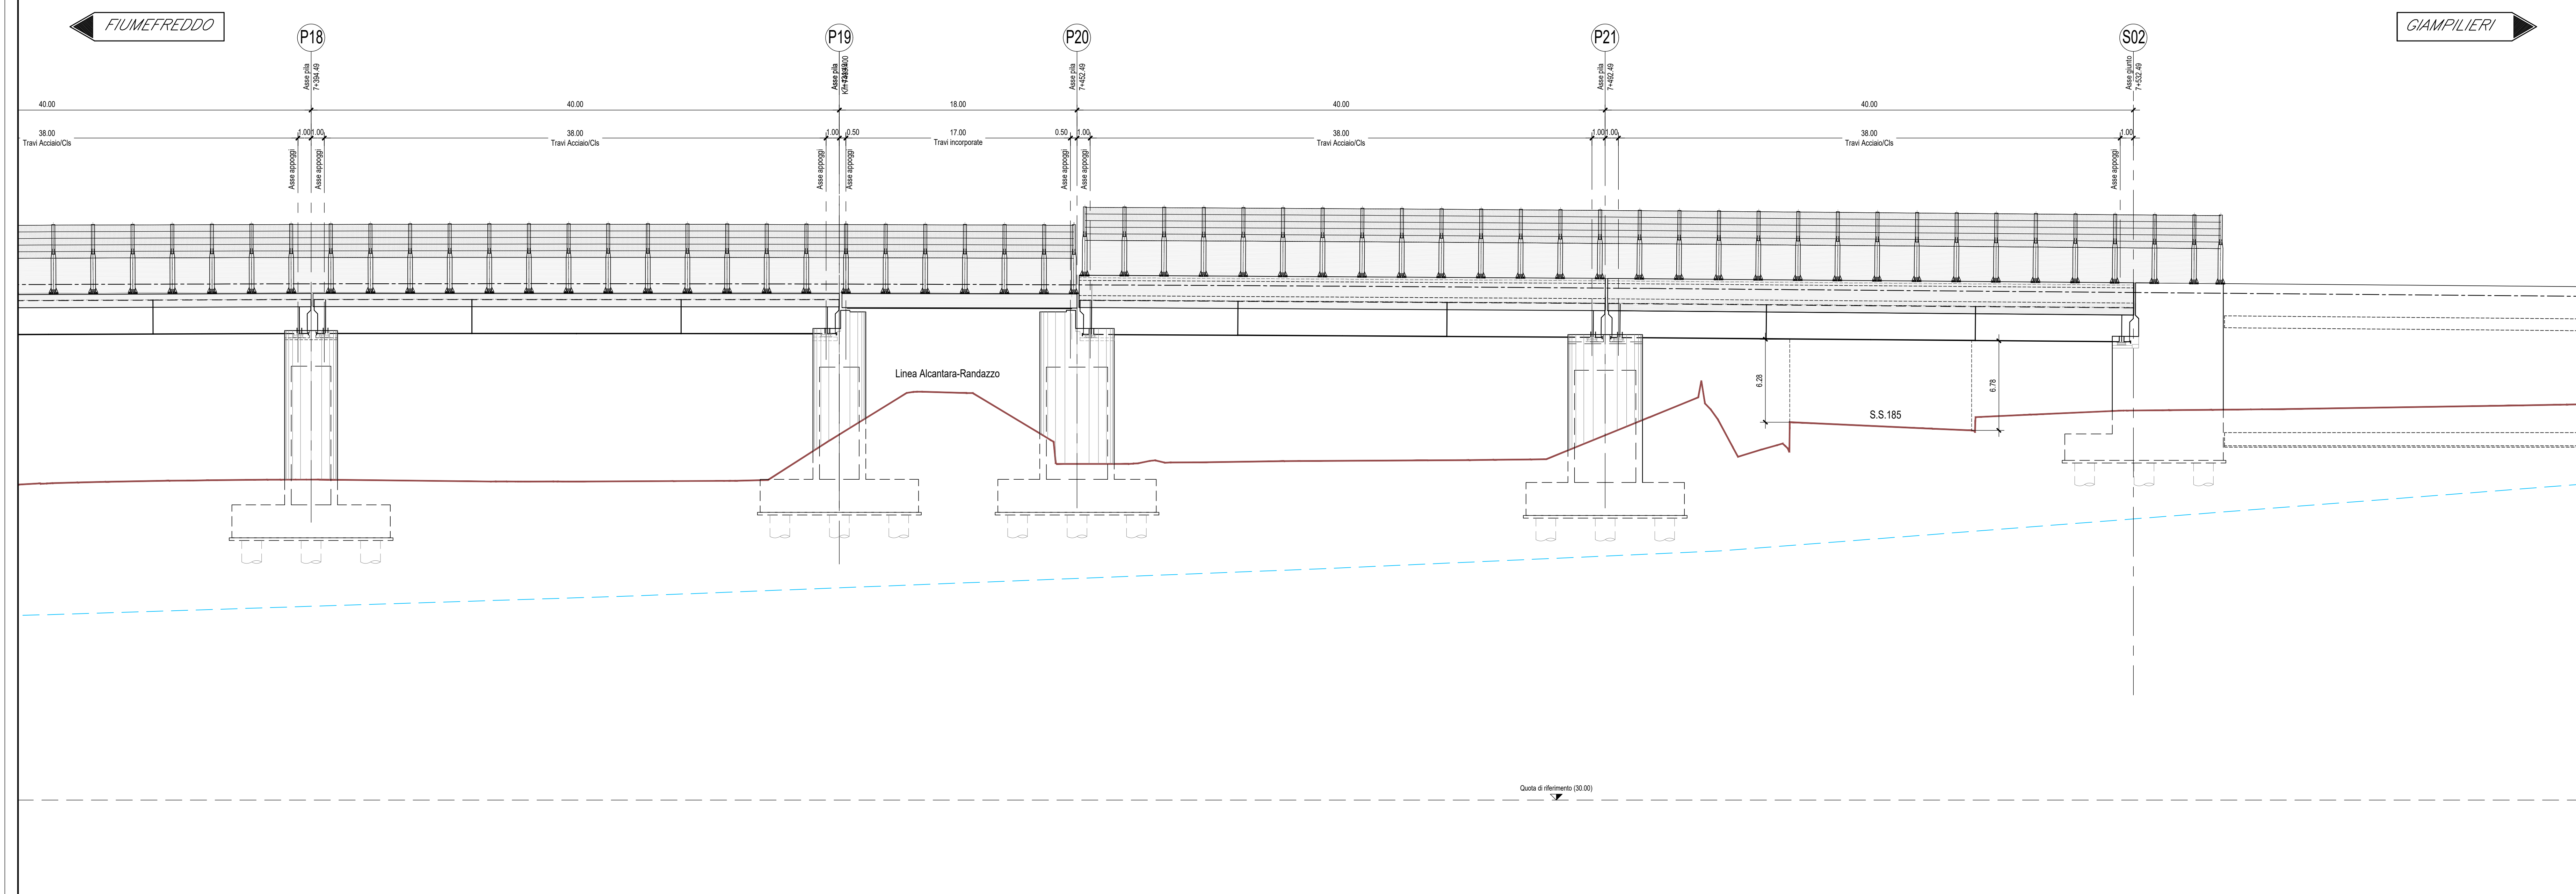 FIUMEFREDDO
GIAMPILIERI
P18
P19
P20
P21
S02
Asse pila
7+394.49
Asse pila
Asse pila
7+452.49
Asse pila
7+492.49
Asse giunto
7+532.49
40.00
40.00
18.00
40.00
40.00
38.00
1.00
1.00
38.00
1.00
0.50
17.00
0.50
1.00
38.00
1.00
1.00
38.00
1.00
Travi Acciaio/Cls
Travi Acciaio/Cls
Travi incorporate
Travi Acciaio/Cls
Travi Acciaio/Cls
Asse appoggi
Asse appoggi
Asse appoggi
Asse appoggi
Asse appoggi
Asse appoggi
Asse appoggi
Linea Alcantara-Randazzo
6.28
6.78
S.S.185
Quota di riferimento (30.00)